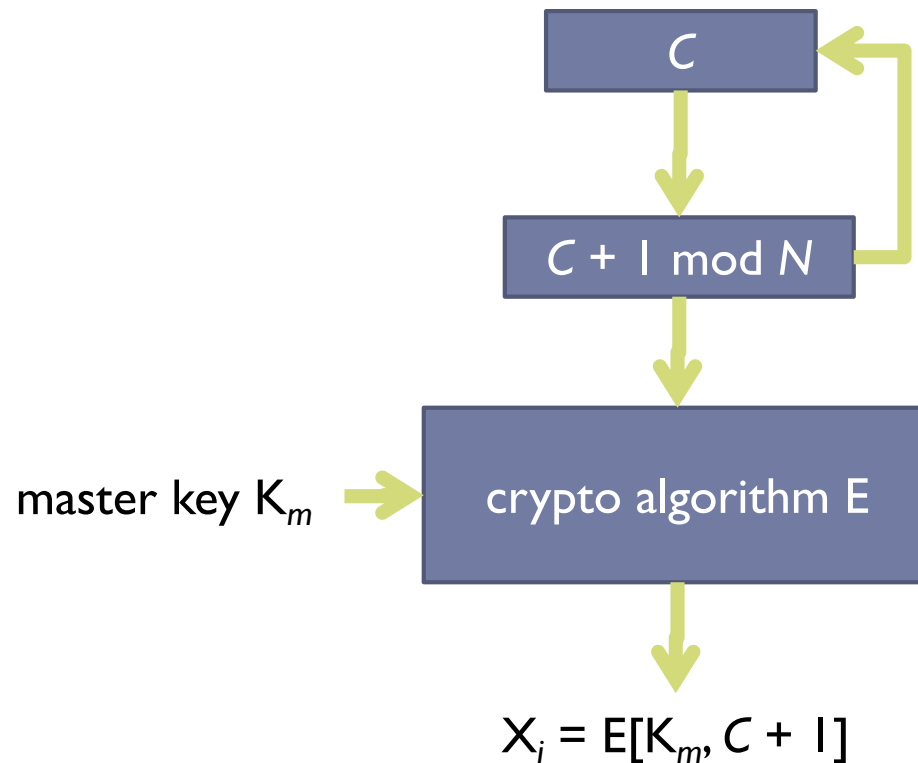 C
C + 1 mod N
master key Kₘ
crypto algorithm E
Xᵢ = E[Kₘ, C + 1]